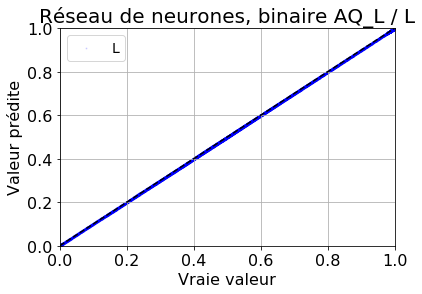 Réseau de neurones, binaire AQ_L / L
L
1.0
0.8
0.6
0.4
0.2
0.0
Valeur prédite
0.0 0.2 0.4 0.6 0.8 1.0
Vraie valeur